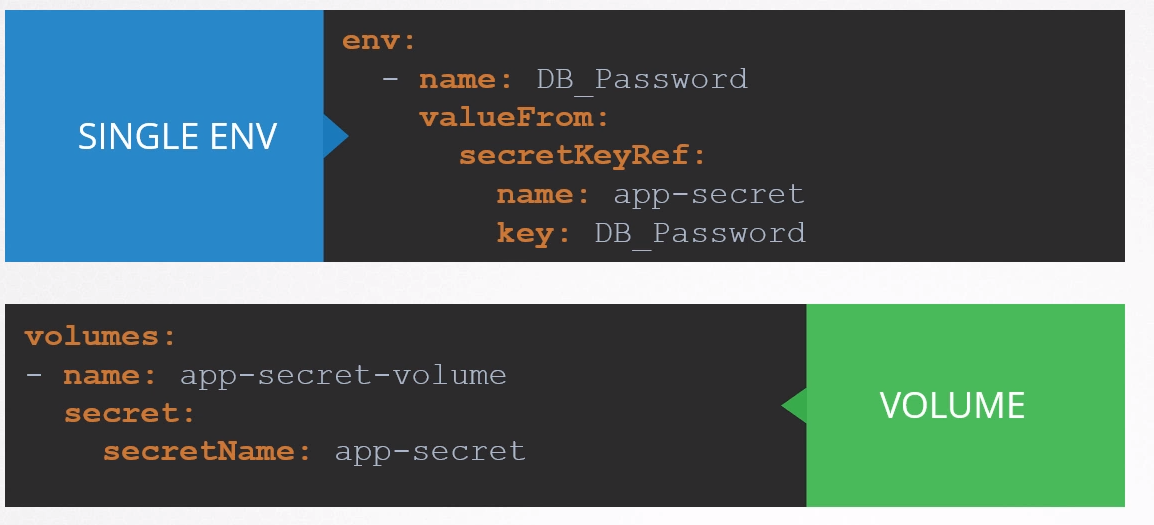 SINGLE ENV
env:
  - name: DB_Password
    valueFrom:
      secretKeyRef:
        name: app-secret
        key: DB_Password
volumes:
- name: app-secret-volume
  secret:
    secretName: app-secret
VOLUME